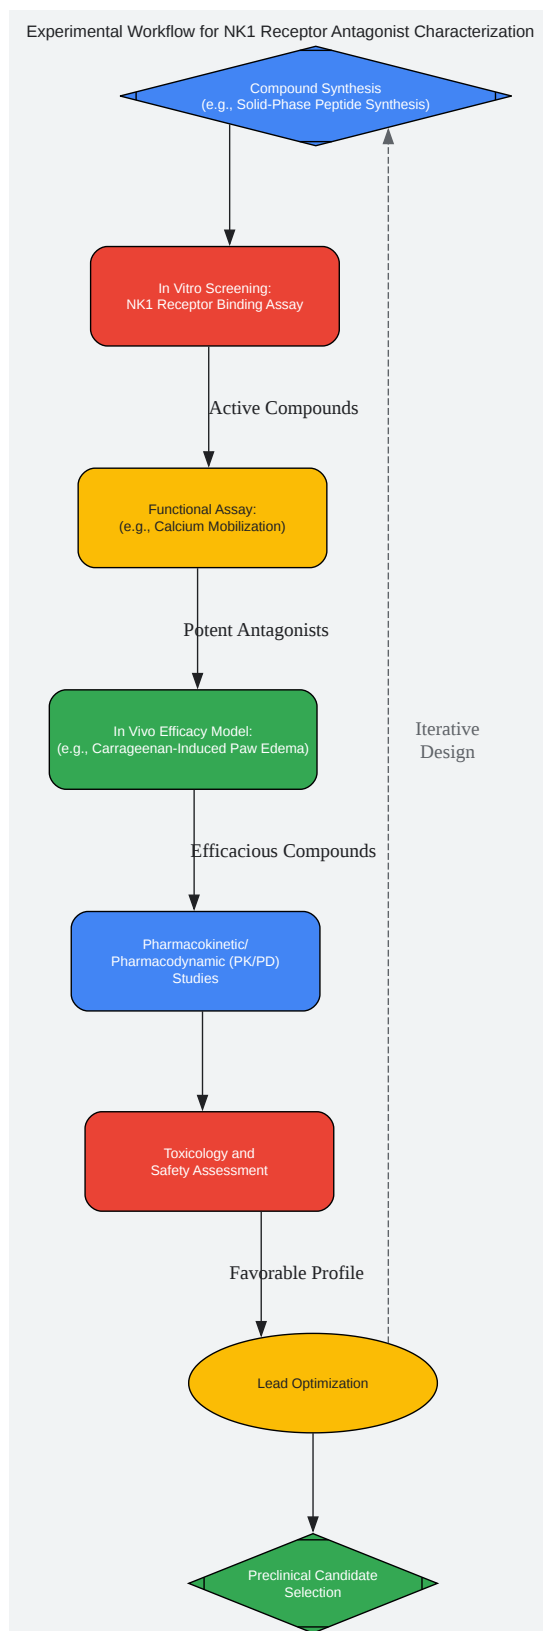 Experimental Workflow for NK1 Receptor Antagonist Characterization
Compound Synthesis
(e.g., Solid-Phase Peptide Synthesis)
In Vitro Screening:
NK1 Receptor Binding Assay
Active Compounds
Functional Assay:
(e.g., Calcium Mobilization)
Potent Antagonists
In Vivo Efficacy Model:
(e.g., Carrageenan-Induced Paw Edema)
Iterative
Design
Efficacious Compounds
Pharmacokinetic/
Pharmacodynamic (PK/PD)
Studies
Toxicology and
Safety Assessment
Favorable Profile
Lead Optimization
Preclinical Candidate
Selection